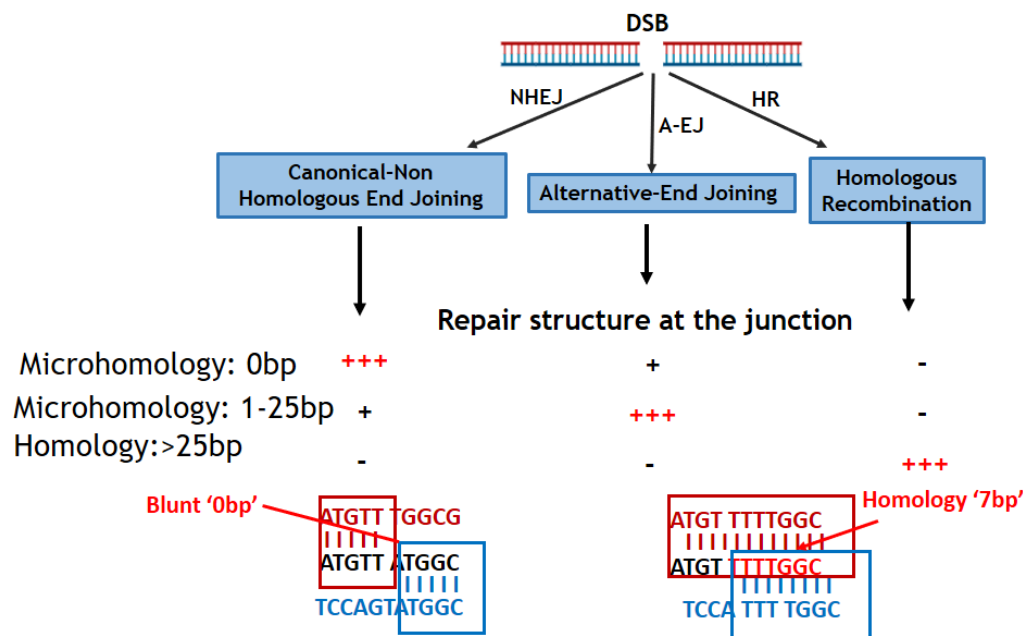 DSB
NHEJ
HR
A-EJ
Canonical-Non
Homologous End Joining
Alternative-End Joining
Homologous
Recombination
Repair structure at the junction
Microhomology: 0bp +++ + -
Microhomology: 1-25bp + +++ -
Homology:>25bp - - +++
Blunt ‘0bp’
ATGTT TGGCG
ATGTT ATGGC
TCCAGTATGGC
Homology ‘7bp’
ATGT TTTTGGC
ATGT TTTTGGC
TCCA TTT TGGC